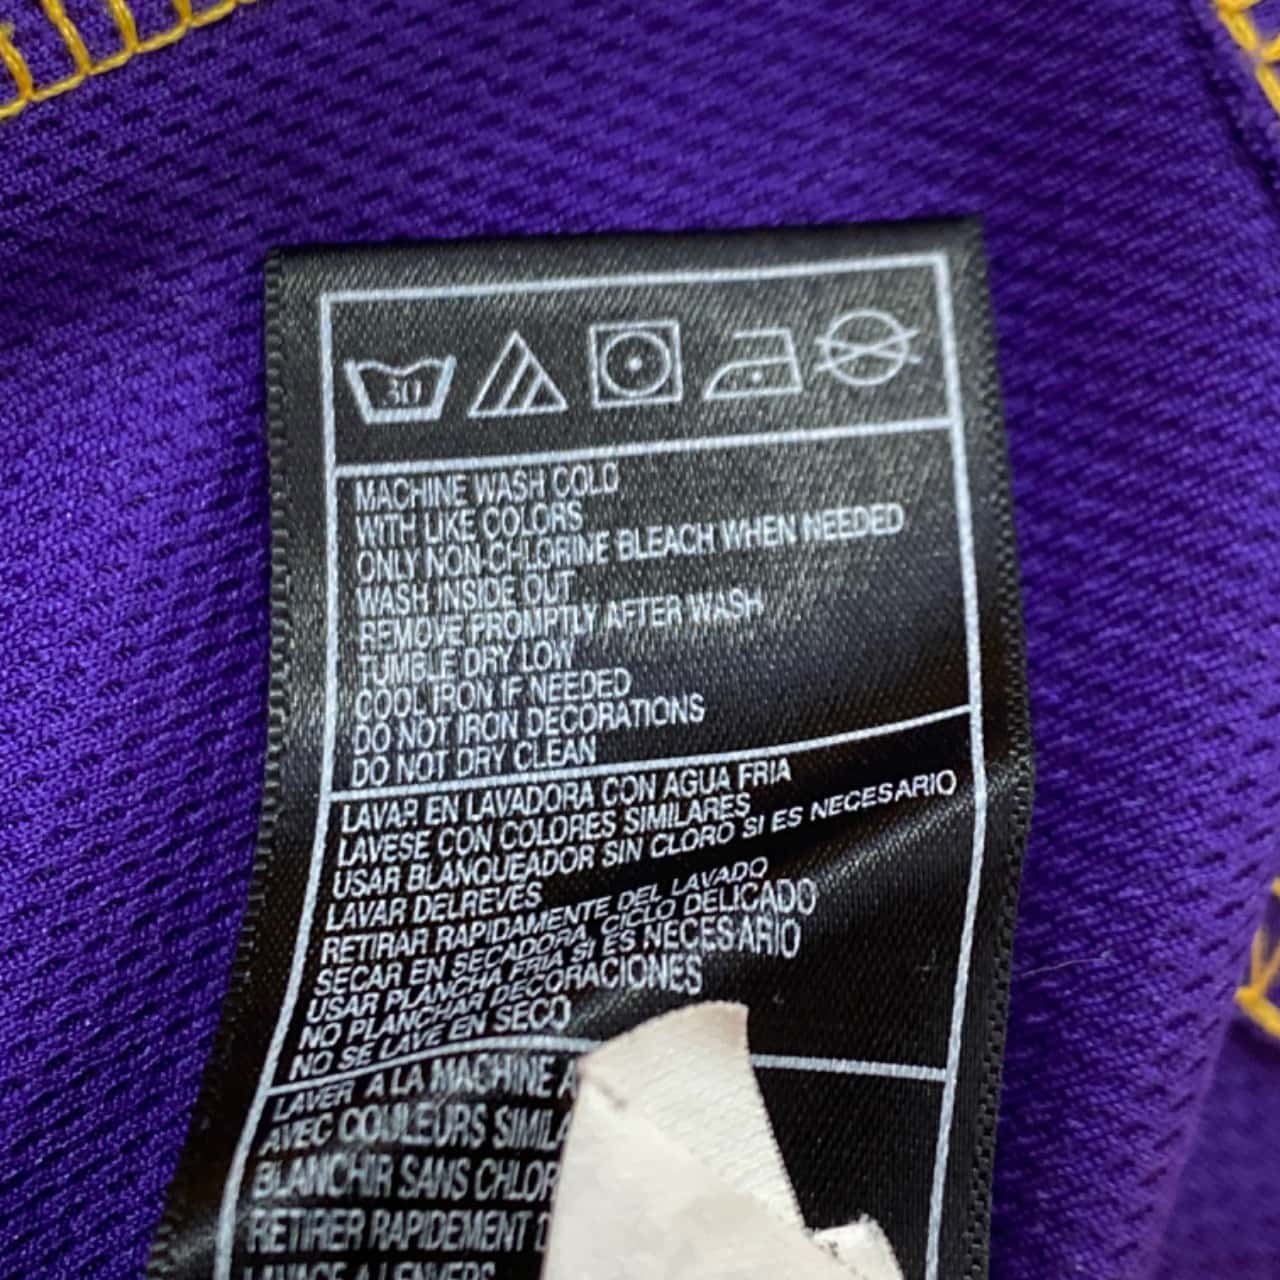 30
MACHINE WASH COLD
WITH LIKE COLORS
ONLY NON-CHLORINE BLEACH WHEN NEEDED
WASH INSIDE OUT
REMOVE PROMPTLY AFTER WASH
TUMBLE DRY LOW
COOL IRON IF NEEDED
DO NOT IRON DECORATIONS
DO NOT DRY CLEAN
LAVAR EN LAVADORA CON AGUA FRIA
LAVESE CON COLORES SIMILARES
USAR BLANQUEADOR SIN CLORO SI ES NECESARIO
LAVAR DELREVES
RETIRAR RAPIDAMENTE DEL LAVADO
SECAR EN SECADORA, CICLO DELICADO
USAR PLANCHA FRIA SI ES NECESARIO
NO PLANCHAR DECORACIONES
NO SE LAVE EN SECO
LAVER A LA MACHINE A
AVEC COULEURS SIMILA
BLANCHIR SANS CHLOR
RETIRER RAPIDEMENT D
LAVAGE A LENVERS